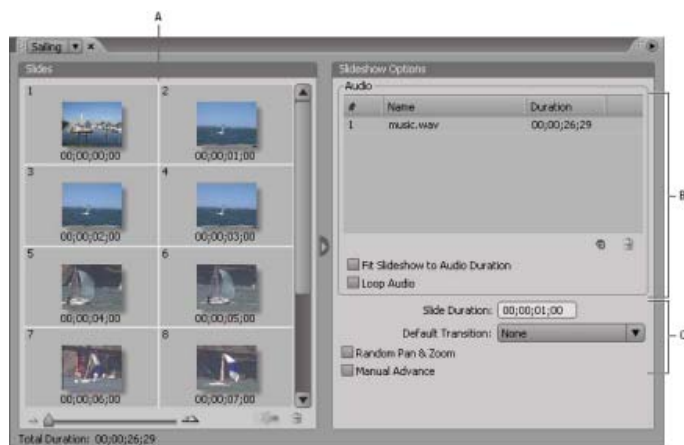 A
Sailing
Slides
Slideshow Options
1
2
00;00;00;00
00;00;01;00
3
4
00;00;02;00
00;00;03;00
5
6
00;00;04;00
00;00;05;00
7
8
00;00;06;00
00;00;07;00
Total Duration: 00;00;26;29
Audio
# Name Duration
1 music.wav 00;00;26;29
Fit Slideshow to Audio Duration
Loop Audio
B
Slide Duration: 00;00;01;00
Default Transition: None
Random Pan & Zoom
Manual Advance
C